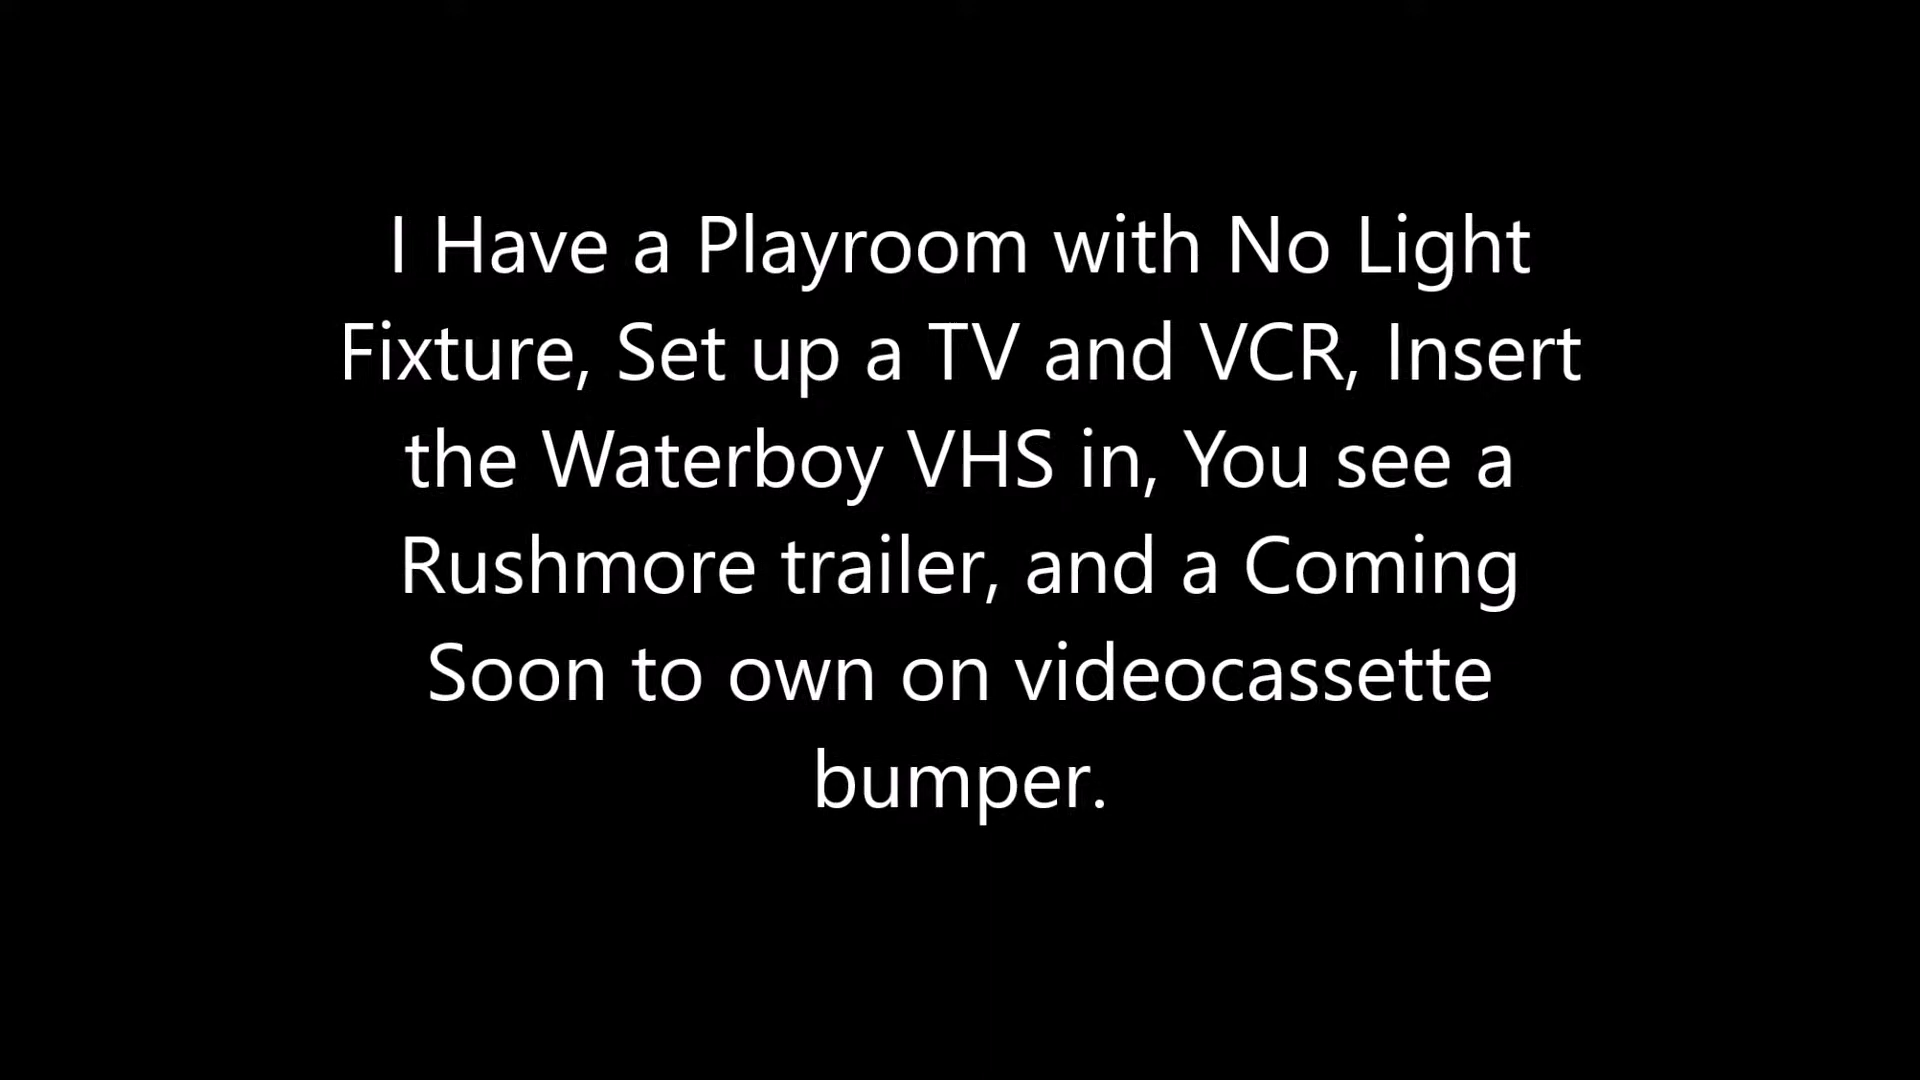 I Have a Playroom with No Light
Fixture, Set up a TV and VCR, Insert
the Waterboy VHS in, You see a
Rushmore trailer, and a Coming
Soon to own on videocassette
bumper.